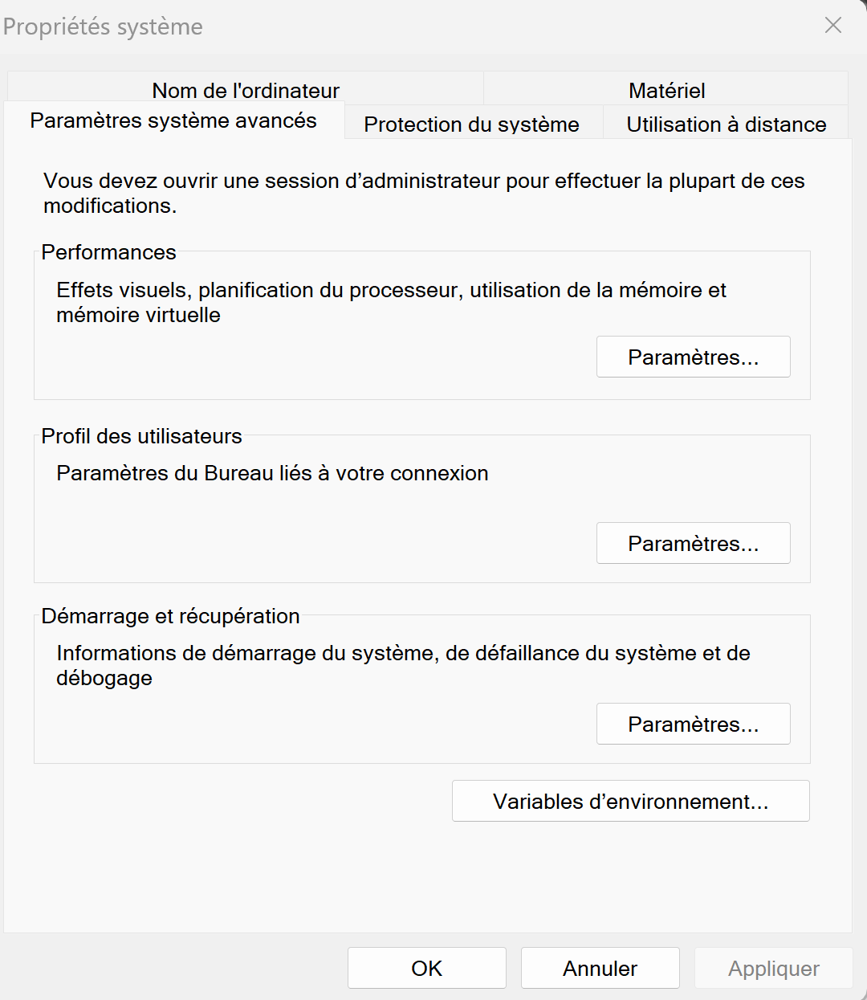 Propriétés système
Nom de l'ordinateur
Matériel
Paramètres système avancés
Protection du système
Utilisation à distance
Vous devez ouvrir une session d’administrateur pour effectuer la plupart de ces
modifications.
Performances
Effets visuels, planification du processeur, utilisation de la mémoire et
mémoire virtuelle
Paramètres...
Profil des utilisateurs
Paramètres du Bureau liés à votre connexion
Paramètres...
Démarrage et récupération
Informations de démarrage du système, de défaillance du système et de
débogage
Paramètres...
Variables d’environnement...
OK
Annuler
Appliquer